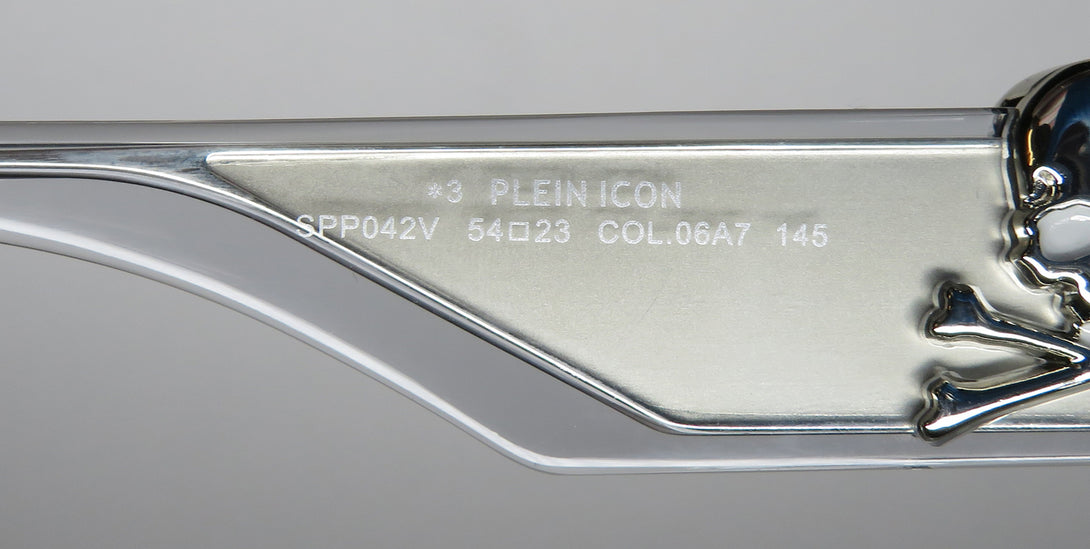 *3 PLEIN ICON
SPP042V 54□23 COL.06A7 145